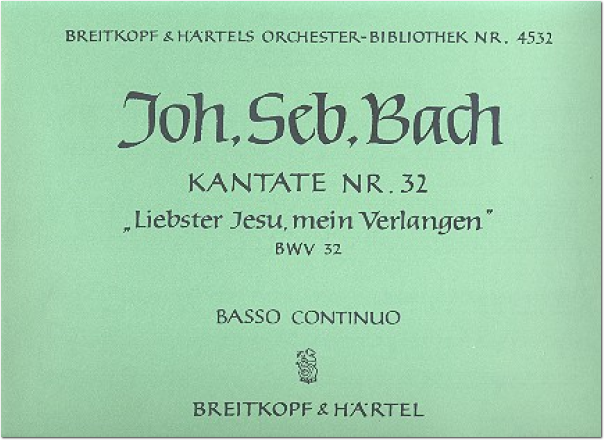 BREITKOPF & HÄRTELS ORCHESTER-BIBLIOTHEK NR. 4532
Joh. Seb. Bach
KANTATE NR. 32
„Liebster Jesu, mein Verlangen”
BWV 32
BASSO CONTINUO
BREITKOPF & HÄRTEL